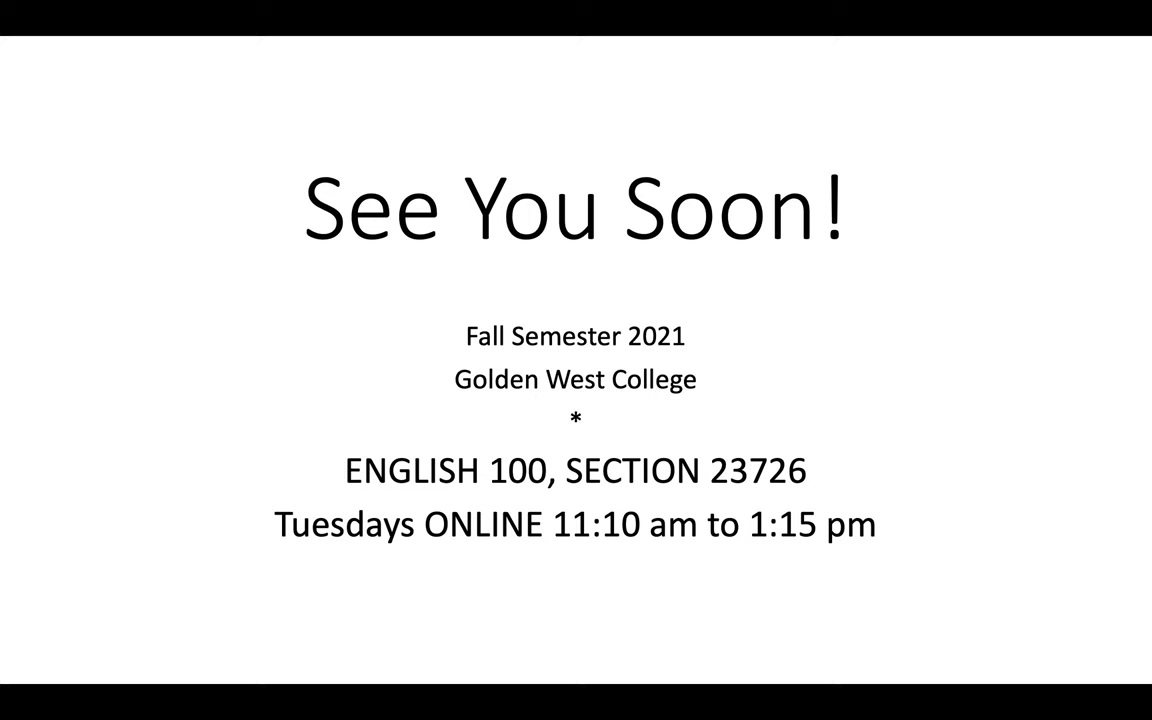 See You Soon!
Fall Semester 2021
Golden West College
*
ENGLISH 100, SECTION 23726
Tuesdays ONLINE 11:10 am to 1:15 pm